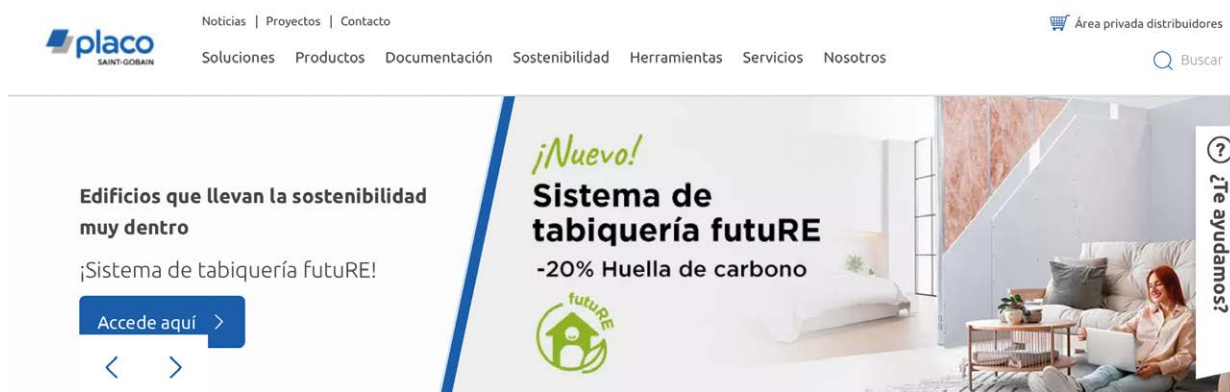 Noticias | Proyectos | Contacto
Área privada distribuidores
placo
SAINT-GOBAIN
Soluciones Productos Documentación Sostenibilidad Herramientas Servicios Nosotros
Buscar
Edificios que llevan la sostenibilidad
muy dentro
¡Sistema de tabiquería futuRE!
Accede aquí
¡Nuevo!
Sistema de
tabiquería futuRE
-20% Huella de carbono
futuRE
¿Te ayudamos?